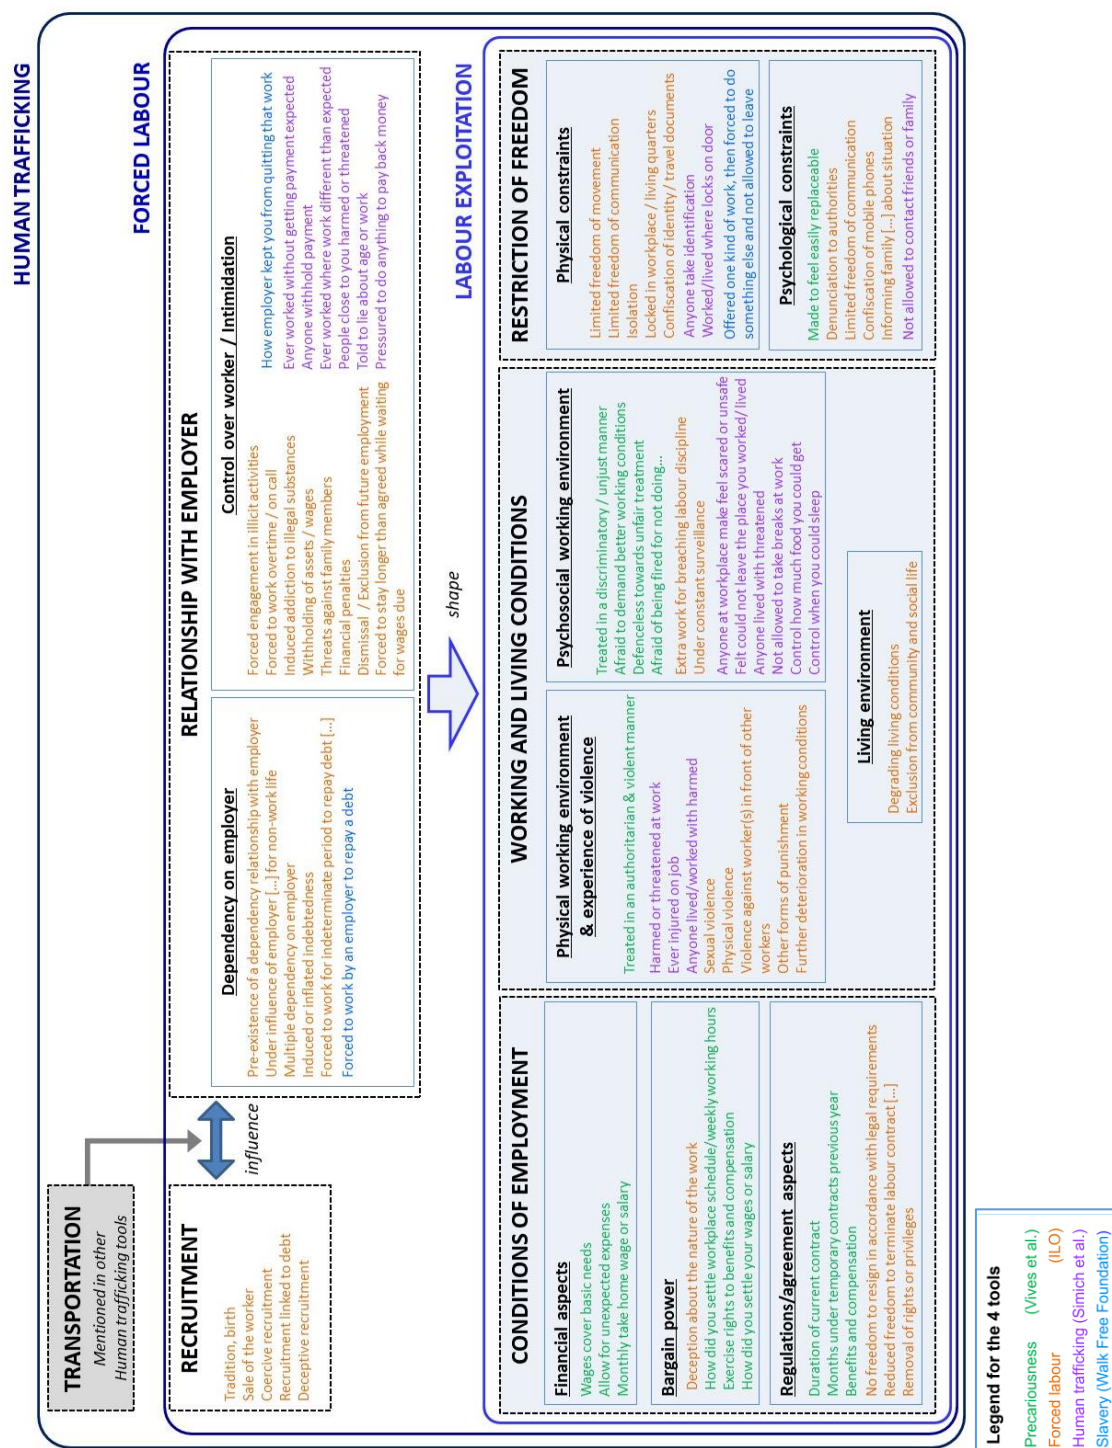 HUMAN TRAFFICKING
TRANSPORTATION
Mentioned in other
Human trafficking tools
FORCED LABOUR
RECRUITMENT
Tradition, birth
Sale of the worker
Coercive recruitment
Recruitment linked to debt
Deceptive recruitment
influence
RELATIONSHIP WITH EMPLOYER
Dependency on employer
Pre-existence of a dependency relationship with employer
Under influence of employer [...] for non-work life
Multiple dependency on employer
Induced or inflated indebtedness
Forced to work for indeterminate period to repay debt [...]
Forced to work by an employer to repay a debt
Control over worker / Intimidation
Forced engagement in illicit activities
Forced to work overtime / on call
Induced addiction to illegal substances
Withholding of assets / wages
Threats against family members
Financial penalties
Dismissal / Exclusion from future employment
Forced to stay longer than agreed while waiting
for wages due
How employer kept you from quitting that work
Ever worked without getting payment expected
Anyone withhold payment
Ever worked where work different than expected
People close to you harmed or threatened
Told to lie about age or work
Pressured to do anything to pay back money
shape
LABOUR EXPLOITATION
CONDITIONS OF EMPLOYMENT
Financial aspects
Wages cover basic needs
Allow for unexpected expenses
Monthly take home wage or salary
Bargain power
Deception about the nature of the work
How did you settle workplace schedule/weekly working hours
Exercise rights to benefits and compensation
How did you settle your wages or salary
Regulations/agreement aspects
Duration of current contract
Months under temporary contracts previous year
Benefits and compensation
No freedom to resign in accordance with legal requirements
Reduced freedom to terminate labour contract [...]
Removal of rights or privileges
WORKING AND LIVING CONDITIONS
Physical working environment
& experience of violence
Treated in an authoritarian & violent manner
Harmed or threatened at work
Ever injured on job
Anyone lived/worked with harmed
Sexual violence
Physical violence
Violence against worker(s) in front of other
workers
Other forms of punishment
Further deterioration in working conditions
Psychosocial working environment
Treated in a discriminatory / unjust manner
Afraid to demand better working conditions
Defenceless towards unfair treatment
Afraid of being fired for not doing...
Extra work for breaching labour discipline
Under constant surveillance
Anyone at workplace make feel scared or unsafe
Felt could not leave the place you worked/ lived
Anyone lived with threatened
Not allowed to take breaks at work
Control how much food you could get
Control when you could sleep
Living environment
Degrading living conditions
Exclusion from community and social life
RESTRICTION OF FREEDOM
Physical constraints
Limited freedom of movement
Limited freedom of communication
Isolation
Locked in workplace / living quarters
Confiscation of identity / travel documents
Anyone take identification
Worked/lived where locks on door
Offered one kind of work, then forced to do
something else and not allowed to leave
Psychological constraints
Made to feel easily replaceable
Denunciation to authorities
Limited freedom of communication
Confiscation of mobile phones
Informing family [...] about situation
Not allowed to contact friends or family
Legend for the 4 tools
Precariousness (Vives et al.)
Forced labour (ILO)
Human trafficking (Simich et al.)
Slavery (Walk Free Foundation)